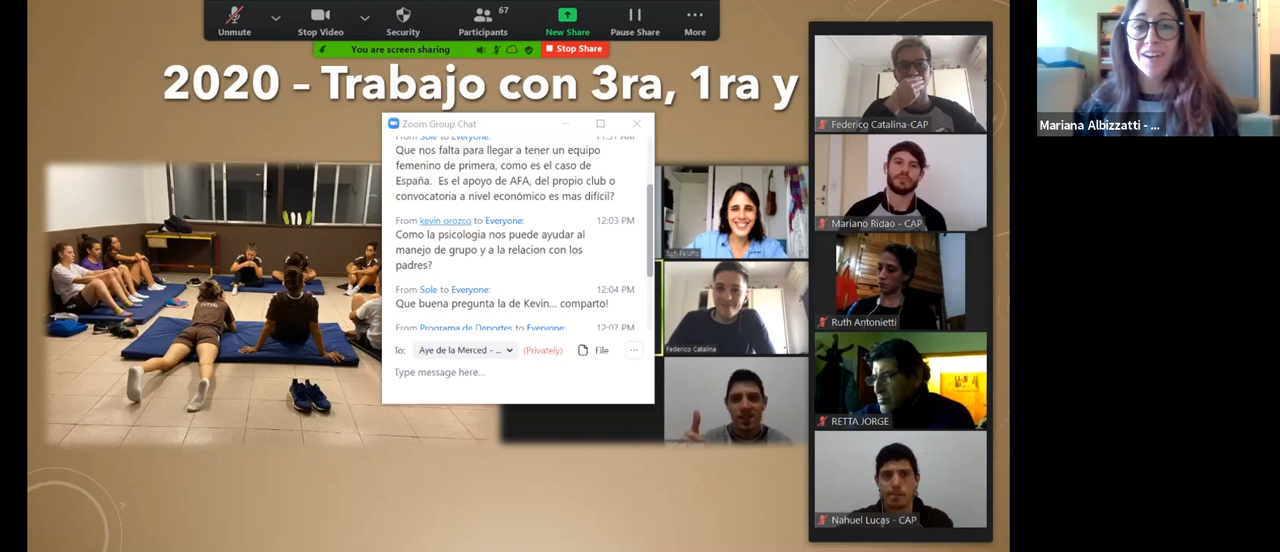 67
Unmute
Stop Video
Security
Participants
New Share
Pause Share
More
You are screen sharing
Stop Share
2020 - Trabajo con 3ra, 1ra y
Zoom Group Chat
From Sole to Everyone:
Que nos falta para llegar a tener un equipo
femenino de primera, como es el caso de
España. Es el apoyo de AFA, del propio club o
convocatoria a nivel económico es mas difícil?
From kevin orozco to Everyone:
12:03 PM
Como la psicologia nos puede ayudar al
manejo de grupo y a la relacion con los
padres?
From Sole to Everyone:
12:04 PM
Que buena pregunta la de Kevin... comparto!
From Programa de Deportes to Everyone:
12:07 PM
To:
Aye de la Merced - ...
(Privately)
File
Type message here...
Federico Catalina
Federico Catalina-CAP
Mariano Ridao - CAP
Ruth Antonietti
RETTA JORGE
Nahuel Lucas - CAP
Mariana Albizzatti - ...